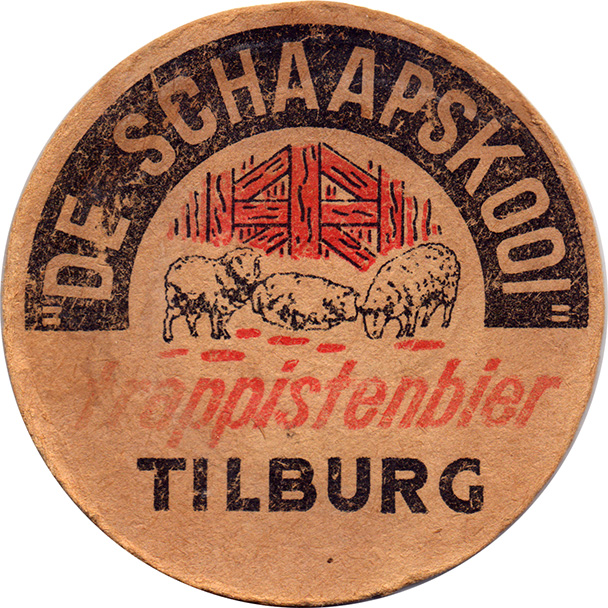 "DE SCHAAPSKOOI"
trappistenbier
TILBURG